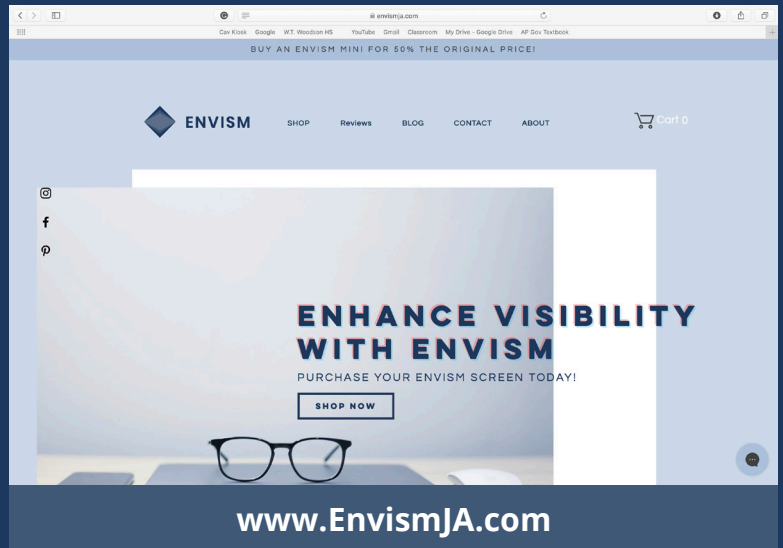 envismja.com
Cav Kiosk Google W.T. Woodson HS YouTube Gmail Classroom My Drive - Google Drive AP Gov Textbook
BUY AN ENVISM MINI FOR 50% THE ORIGINAL PRICE!
ENVISM SHOP Reviews BLOG CONTACT ABOUT Cart 0
ENHANCE VISIBILITY
WITH ENVISM
PURCHASE YOUR ENVISM SCREEN TODAY!
SHOP NOW
www.EnvismJA.com